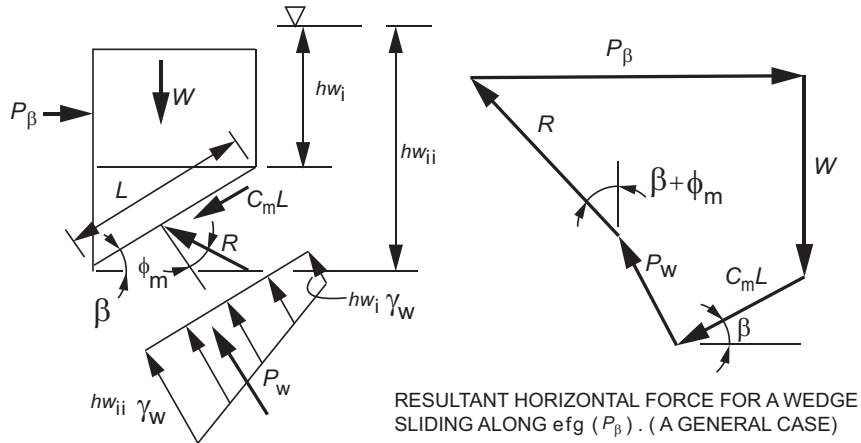 hw_i
P_β
W
hw_ii
L
C_mL
R
ϕ_m
β
hw_i γ_w
P_w
hw_ii γ_w
P_β
R
W
β+ϕ_m
P_w
C_mL
β
RESULTANT HORIZONTAL FORCE FOR A WEDGE
SLIDING ALONG efg (P_β). (A GENERAL CASE)